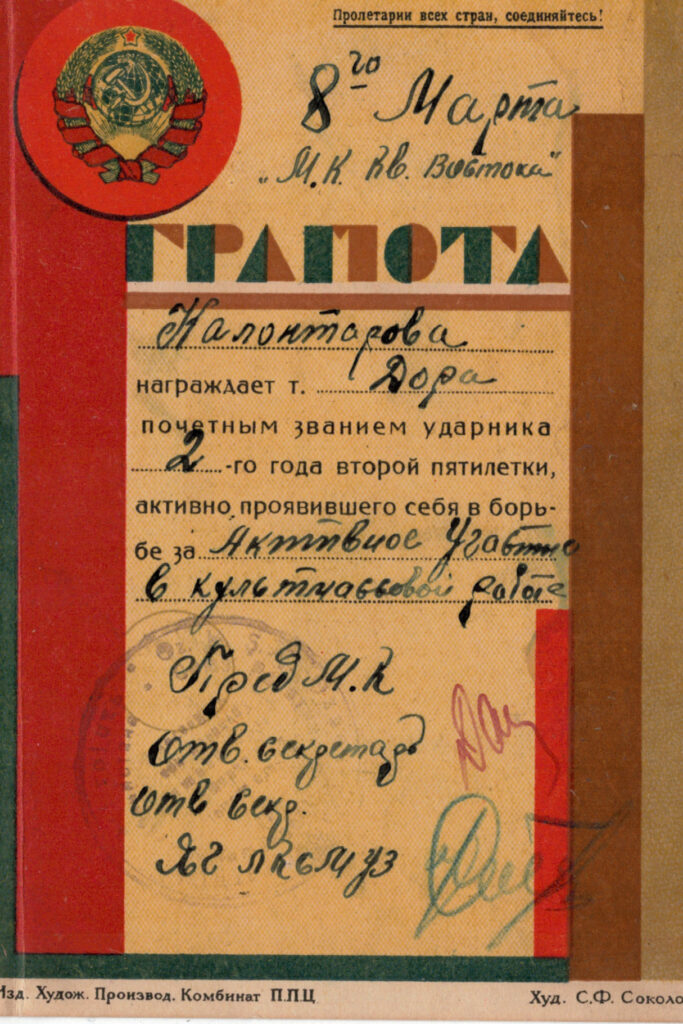 Пролетарии всех стран, соединяйтесь!
8го Марта
"М.К. Кв. Востока"
ГРАМОТА
Калонтарова
награждает т. Дора
почетным званием ударника
2-го года второй пятилетки,
активно проявившего себя в борь-
бе за Активное Участие
в культмассовой работе
Пред М.К
Отв. секретарь
Отв секр.
Изд. Худож. Производ. Комбинат П.П.Ц
Худ. С.Ф. Соколо